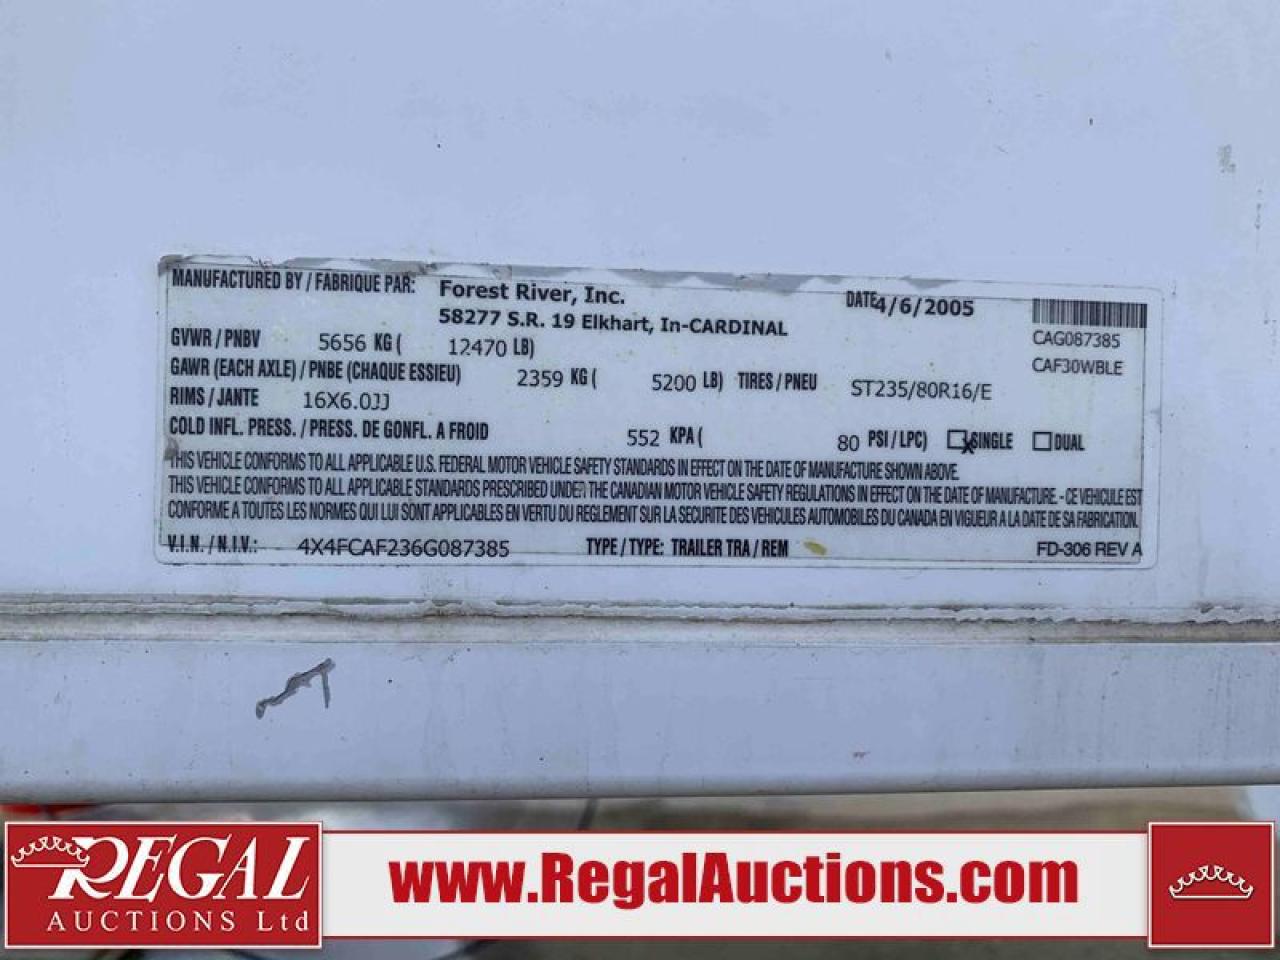 MANUFACTURED BY / FABRIQUE PAR: Forest River, Inc. DATE 4/6/2005
58277 S.R. 19 Elkhart, In-CARDINAL
CAG087385
GVWR / PNBV 5656 KG ( 12470 LB)
CAF30WBLE
GAWR (EACH AXLE) / PNBE (CHAQUE ESSIEU) 2359 KG ( 5200 LB) TIRES / PNEU ST235/80R16/E
RIMS / JANTE 16X6.0JJ
COLD INFL. PRESS. / PRESS. DE GONFL. A FROID 552 KPA ( 80 PSI / LPC) X SINGLE DUAL
THIS VEHICLE CONFORMS TO ALL APPLICABLE U.S. FEDERAL MOTOR VEHICLE SAFETY STANDARDS IN EFFECT ON THE DATE OF MANUFACTURE SHOWN ABOVE.
THIS VEHICLE CONFORMS TO ALL APPLICABLE STANDARDS PRESCRIBED UNDER THE CANADIAN MOTOR VEHICLE SAFETY REGULATIONS IN EFFECT ON THE DATE OF MANUFACTURE. - CE VEHICULE EST
CONFORME A TOUTES LES NORMES QUI LUI SONT APPLICABLES EN VERTU DU REGLEMENT SUR LA SECURITE DES VEHICULES AUTOMOBILES DU CANADA EN VIGUEUR A LA DATE DE SA FABRICATION.
V.I.N. / N.I.V.: 4X4FCAF236G087385 TYPE / TYPE: TRAILER TRA / REM FD-306 REV A
REGAL
AUCTIONS Ltd
www.RegalAuctions.com